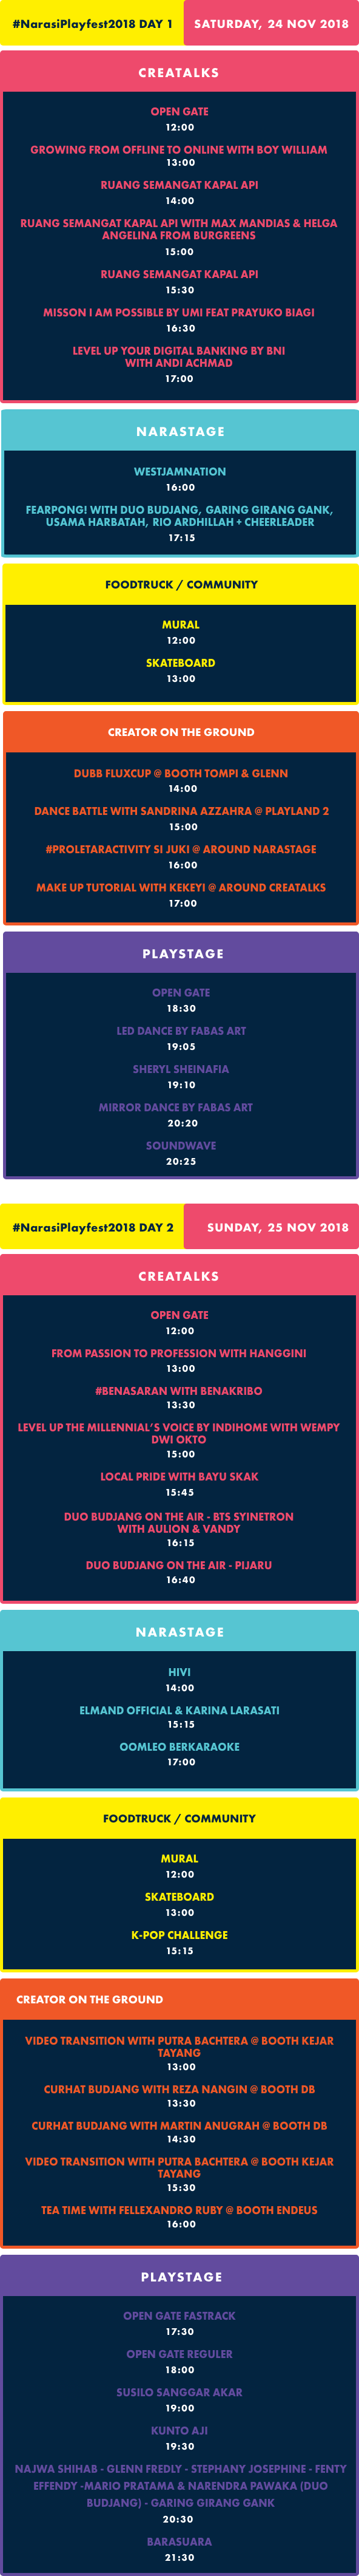 #NarasiPlayfest2018 DAY 1
SATURDAY, 24 NOV 2018
CREATALKS
OPEN GATE
12:00
GROWING FROM OFFLINE TO ONLINE WITH BOY WILLIAM
13:00
RUANG SEMANGAT KAPAL API
14:00
RUANG SEMANGAT KAPAL API WITH MAX MANDIAS & HELGA
ANGELINA FROM BURGREENS
15:00
RUANG SEMANGAT KAPAL API
15:30
MISSON I AM POSSIBLE BY UMI FEAT PRAYUKO BIAGI
16:30
LEVEL UP YOUR DIGITAL BANKING BY BNI
WITH ANDI ACHMAD
17:00
NARASTAGE
WESTJAMNATION
16:00
FEARPONG! WITH DUO BUDJANG, GARING GIRANG GANK,
USAMA HARBATAH, RIO ARDHILLAH + CHEERLEADER
17:15
FOODTRUCK / COMMUNITY
MURAL
12:00
SKATEBOARD
13:00
CREATOR ON THE GROUND
DUBB FLUXCUP @ BOOTH TOMPI & GLENN
14:00
DANCE BATTLE WITH SANDRINA AZZAHRA @ PLAYLAND 2
15:00
#PROLETARACTIVITY SI JUKI @ AROUND NARASTAGE
16:00
MAKE UP TUTORIAL WITH KEKEYI @ AROUND CREATALKS
17:00
PLAYSTAGE
OPEN GATE
18:30
LED DANCE BY FABAS ART
19:05
SHERYL SHEINAFIA
19:10
MIRROR DANCE BY FABAS ART
20:20
SOUNDWAVE
20:25
#NarasiPlayfest2018 DAY 2
SUNDAY, 25 NOV 2018
CREATALKS
OPEN GATE
12:00
FROM PASSION TO PROFESSION WITH HANGGINI
13:00
#BENASARAN WITH BENAKRIBO
13:30
LEVEL UP THE MILLENNIAL'S VOICE BY INDIHOME WITH WEMPY
DWI OKTO
15:00
LOCAL PRIDE WITH BAYU SKAK
15:45
DUO BUDJANG ON THE AIR - BTS SYINETRON
WITH AULION & VANDY
16:15
DUO BUDJANG ON THE AIR - PIJARU
16:40
NARASTAGE
HIVI
14:00
ELMAND OFFICIAL & KARINA LARASATI
15:15
OOMLEO BERKARAOKE
17:00
FOODTRUCK / COMMUNITY
MURAL
12:00
SKATEBOARD
13:00
K-POP CHALLENGE
15:15
CREATOR ON THE GROUND
VIDEO TRANSITION WITH PUTRA BACHTERA @ BOOTH KEJAR
TAYANG
13:00
CURHAT BUDJANG WITH REZA NANGIN @ BOOTH DB
13:30
CURHAT BUDJANG WITH MARTIN ANUGRAH @ BOOTH DB
14:30
VIDEO TRANSITION WITH PUTRA BACHTERA @ BOOTH KEJAR
TAYANG
15:30
TEA TIME WITH FELLEXANDRO RUBY @ BOOTH ENDEUS
16:00
PLAYSTAGE
OPEN GATE FASTRACK
17:30
OPEN GATE REGULER
18:00
SUSILO SANGGAR AKAR
19:00
KUNTO AJI
19:30
NAJWA SHIHAB - GLENN FREDLY - STEPHANY JOSEPHINE - FENTY
EFFENDY -MARIO PRATAMA & NARENDRA PAWAKA (DUO
BUDJANG) - GARING GIRANG GANK
20:30
BARASUARA
21:30